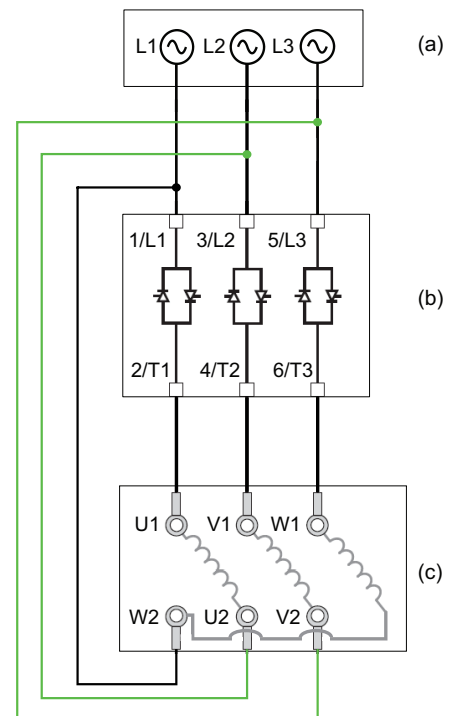 L1 L2 L3 (a)
1/L1 3/L2 5/L3
(b)
2/T1 4/T2 6/T3
U1 V1 W1
(c)
W2 U2 V2